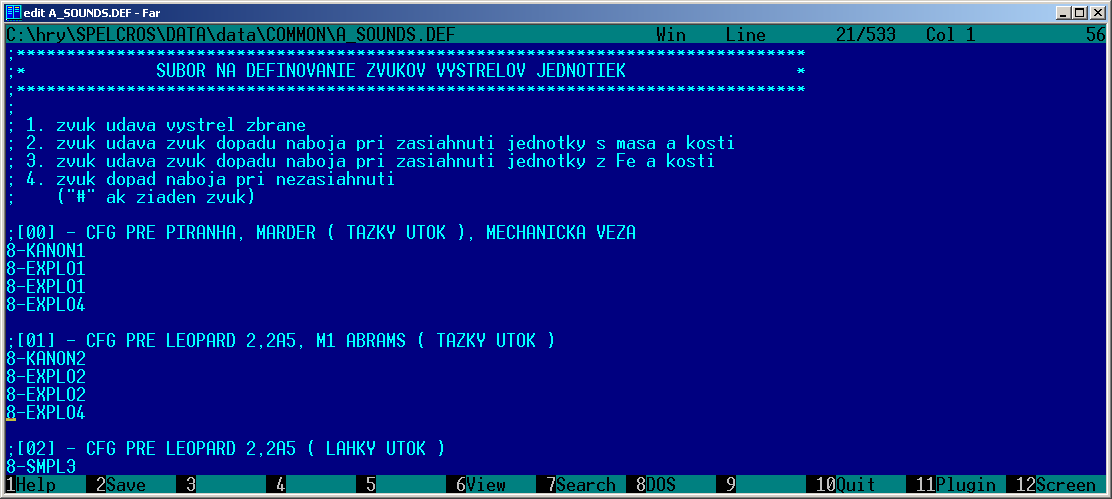 edit A_SOUNDS.DEF - Far
C:\hry\SPELCROS\DATA\data\COMMON\A_SOUNDS.DEF Win Line 21/533 Col 1 56
;*******************************************************************************
;* SUBOR NA DEFINOVANIE ZVUKOV VYSTRELOV JEDNOTIEK *
;*******************************************************************************
;
; 1. zvuk udava vystrel zbrane
; 2. zvuk udava zvuk dopadu naboja pri zasiahnuti jednotky s masa a kosti
; 3. zvuk udava zvuk dopadu naboja pri zasiahnuti jednotky z Fe a kosti
; 4. zvuk dopad naboja pri nezasiahnuti
; ("#" ak ziaden zvuk)
;[00] - CFG PRE PIRANHA, MARDER ( TAZKY UTOK ), MECHANICKA VEZA
8-KANON1
8-EXPLO1
8-EXPLO1
8-EXPLO4
;[01] - CFG PRE LEOPARD 2,2A5, M1 ABRAMS ( TAZKY UTOK )
8-KANON2
8-EXPLO2
8-EXPLO2
8-EXPLO4
;[02] - CFG PRE LEOPARD 2,2A5 ( LAHKY UTOK )
8-SMPL3
1Help 2Save 3 4 5 6View 7Search 8DOS 9 10Quit 11Plugin 12Screen